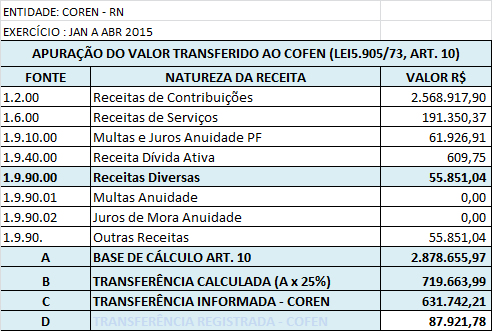 ENTIDADE: COREN - RN
EXERCÍCIO : JAN A ABR 2015
APURAÇÃO DO VALOR TRANSFERIDO AO COFEN (LEI5.905/73, ART. 10)
FONTE NATUREZA DA RECEITA VALOR R$
1.2.00 Receitas de Contribuições 2.568.917,90
1.6.00 Receitas de Serviços 191.350,37
1.9.10.00 Multas e Juros Anuidade PF 61.926,91
1.9.40.00 Receita Dívida Ativa 609,75
1.9.90.00 Receitas Diversas 55.851,04
1.9.90.01 Multas Anuidade 0,00
1.9.90.02 Juros de Mora Anuidade 0,00
1.9.90. Outras Receitas 55.851,04
A BASE DE CÁLCULO ART. 10 2.878.655,97
B TRANSFERÊNCIA CALCULADA (A x 25%) 719.663,99
C TRANSFERÊNCIA INFORMADA - COREN 631.742,21
D TRANSFERÊNCIA REGISTRADA - COFEN 87.921,78